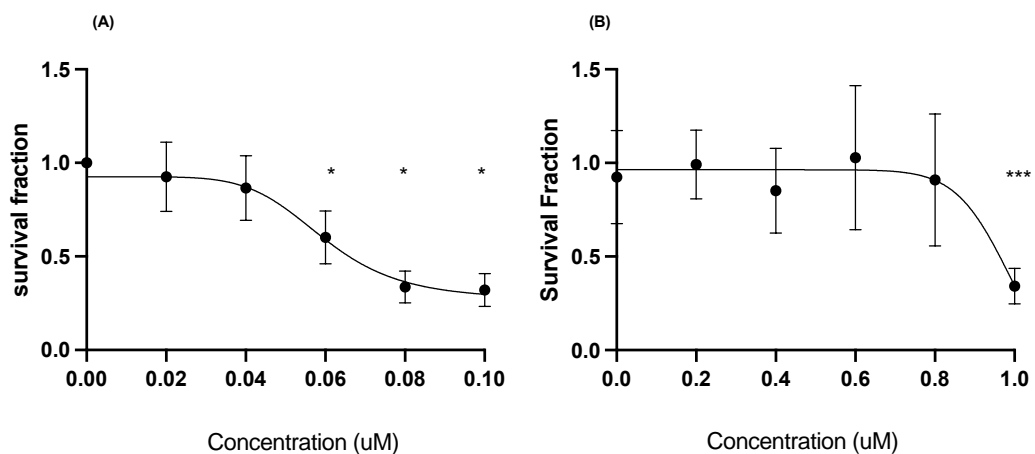 (A)
1.5
1.0
0.5
0.0
survival fraction
* * *
0.00 0.02 0.04 0.06 0.08 0.10
Concentration (uM)
(B)
1.5
1.0
0.5
0.0
Survival Fraction
***
0.0 0.2 0.4 0.6 0.8 1.0
Concentration (uM)